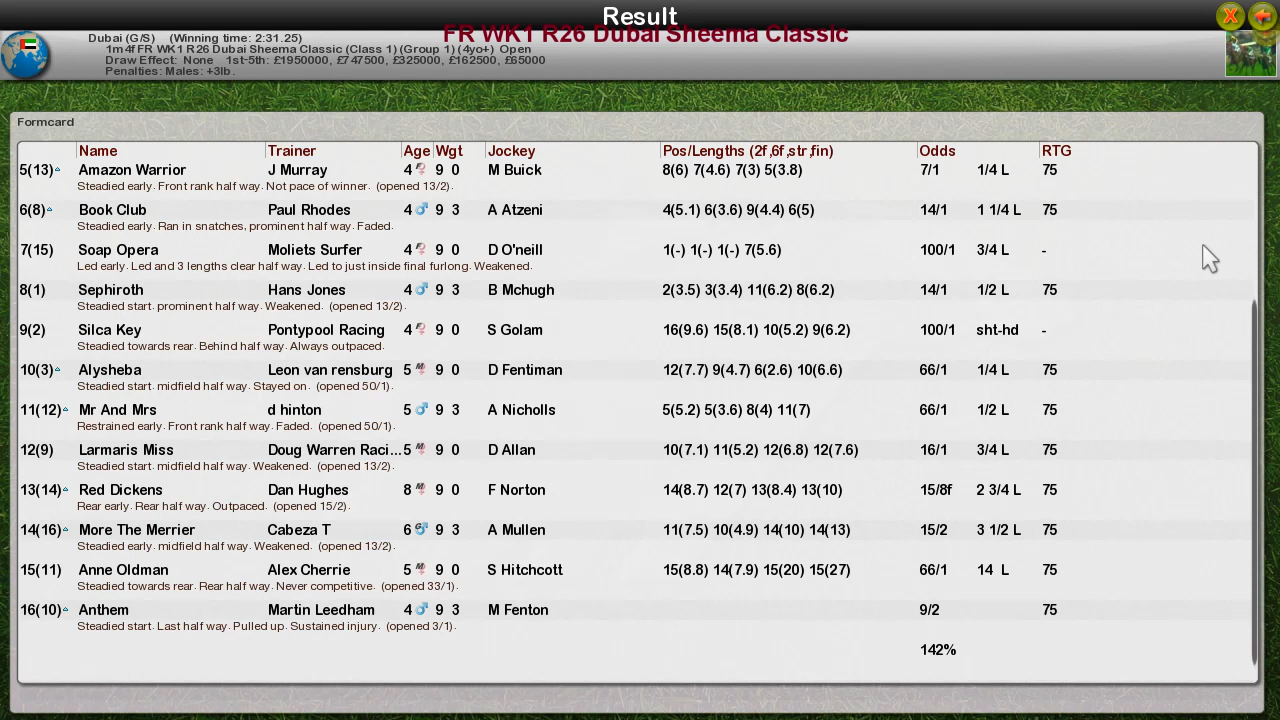 Result
FR WK1 R26 Dubai Sheema Classic
Dubai (G/S) (Winning time: 2:31.25)
1m4f FR WK1 R26 Dubai Sheema Classic (Class 1) (Group 1) (4yo+) Open
Draw Effect: None 1st-5th: £1950000, £747500, £325000, £162500, £65000
Penalties: Males: +3lb.
Formcard
Name Trainer Age Wgt Jockey Pos/Lengths (2f,6f,str,fin) Odds RTG
5(13) Amazon Warrior J Murray 4 9 0 M Buick 8(6) 7(4.6) 7(3) 5(3.8) 7/1 1/4 L 75
Steadied early. Front rank half way. Not pace of winner. (opened 13/2).
6(8) Book Club Paul Rhodes 4 9 3 A Atzeni 4(5.1) 6(3.6) 9(4.4) 6(5) 14/1 1 1/4 L 75
Steadied early. Ran in snatches, prominent half way. Faded.
7(15) Soap Opera Moliets Surfer 4 9 0 D O'neill 1(-) 1(-) 1(-) 7(5.6) 100/1 3/4 L -
Led early. Led and 3 lengths clear half way. Led to just inside final furlong. Weakened.
8(1) Sephiroth Hans Jones 4 9 3 B Mchugh 2(3.5) 3(3.4) 11(6.2) 8(6.2) 14/1 1/2 L 75
Steadied start. prominent half way. Weakened. (opened 13/2).
9(2) Silca Key Pontypool Racing 4 9 0 S Golam 16(9.6) 15(8.1) 10(5.2) 9(6.2) 100/1 sht-hd -
Steadied towards rear. Behind half way. Always outpaced.
10(3) Alysheba Leon van rensburg 5 9 0 D Fentiman 12(7.7) 9(4.7) 6(2.6) 10(6.6) 66/1 1/4 L 75
Steadied start. midfield half way. Stayed on. (opened 50/1).
11(12) Mr And Mrs d hinton 5 9 3 A Nicholls 5(5.2) 5(3.6) 8(4) 11(7) 66/1 1/2 L 75
Restrained early. Front rank half way. Faded. (opened 50/1).
12(9) Larmaris Miss Doug Warren Raci... 5 9 0 D Allan 10(7.1) 11(5.2) 12(6.8) 12(7.6) 16/1 3/4 L 75
Steadied start. midfield half way. Weakened. (opened 13/2).
13(14) Red Dickens Dan Hughes 8 9 0 F Norton 14(8.7) 12(7) 13(8.4) 13(10) 15/8f 2 3/4 L 75
Rear early. Rear half way. Outpaced. (opened 15/2).
14(16) More The Merrier Cabeza T 6 9 3 A Mullen 11(7.5) 10(4.9) 14(10) 14(13) 15/2 3 1/2 L 75
Steadied early. midfield half way. Weakened. (opened 13/2).
15(11) Anne Oldman Alex Cherrie 5 9 0 S Hitchcott 15(8.8) 14(7.9) 15(20) 15(27) 66/1 14 L 75
Steadied towards rear. Rear half way. Never competitive. (opened 33/1).
16(10) Anthem Martin Leedham 4 9 3 M Fenton 9/2 75
Steadied start. Last half way. Pulled up. Sustained injury. (opened 3/1).
142%